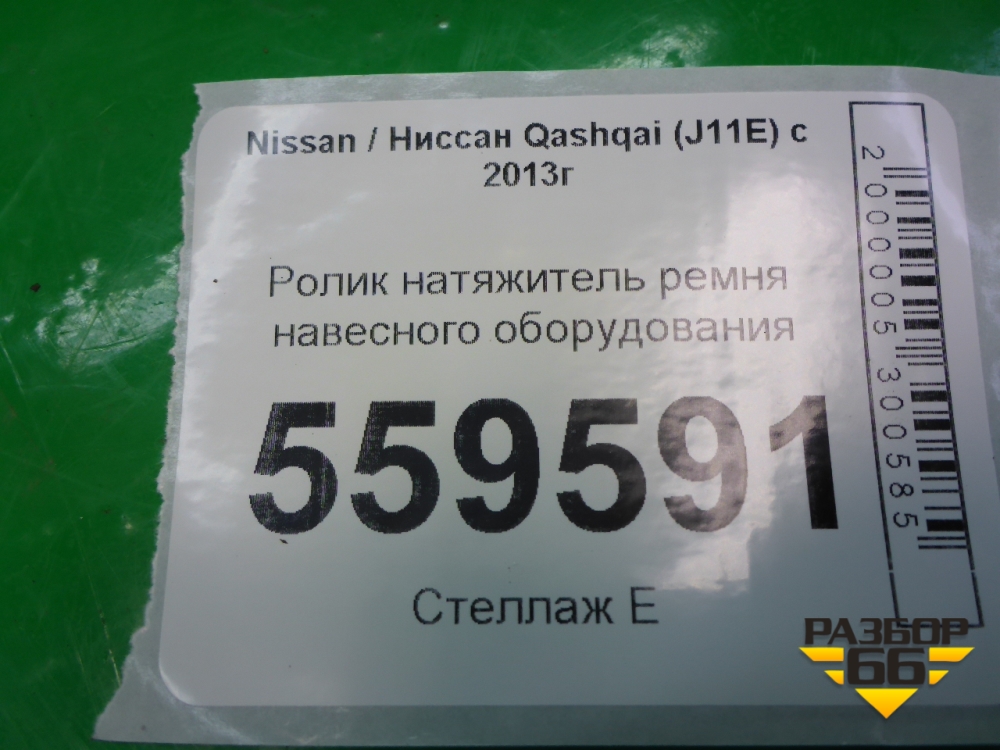 Nissan / Ниссан Qashqai (J11E) с
2013г
Ролик натяжитель ремня
навесного оборудования
559591
Стеллаж Е
2000005300585
РАЗБОР
66